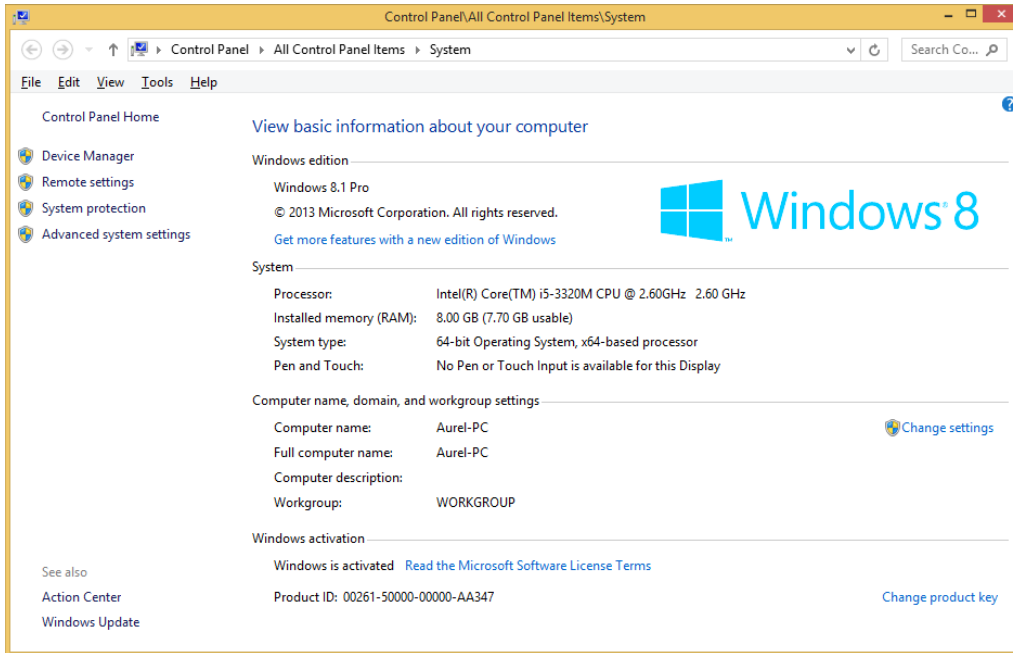 Control Panel\All Control Panel Items\System
Control Panel All Control Panel Items System
Search Co...
File Edit View Tools Help
Control Panel Home
Device Manager
Remote settings
System protection
Advanced system settings
See also
Action Center
Windows Update
?
View basic information about your computer
Windows edition
Windows 8.1 Pro
© 2013 Microsoft Corporation. All rights reserved.
Get more features with a new edition of Windows
Windows® 8
™
System
Processor: Intel(R) Core(TM) i5-3320M CPU @ 2.60GHz 2.60 GHz
Installed memory (RAM): 8.00 GB (7.70 GB usable)
System type: 64-bit Operating System, x64-based processor
Pen and Touch: No Pen or Touch Input is available for this Display
Computer name, domain, and workgroup settings
Computer name: Aurel-PC Change settings
Full computer name: Aurel-PC
Computer description:
Workgroup: WORKGROUP
Windows activation
Windows is activated Read the Microsoft Software License Terms
Product ID: 00261-50000-00000-AA347 Change product key